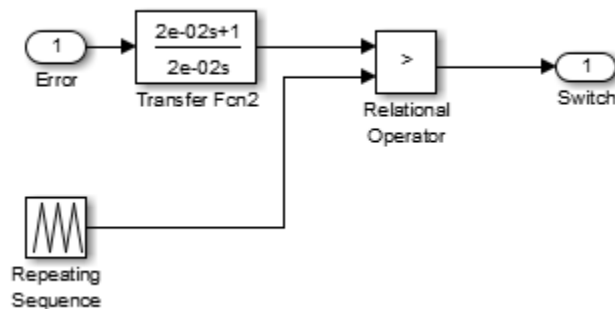 1
Error
2e-02s+1
2e-02s
Transfer Fcn2
>
Relational
Operator
1
Switch
Repeating
Sequence